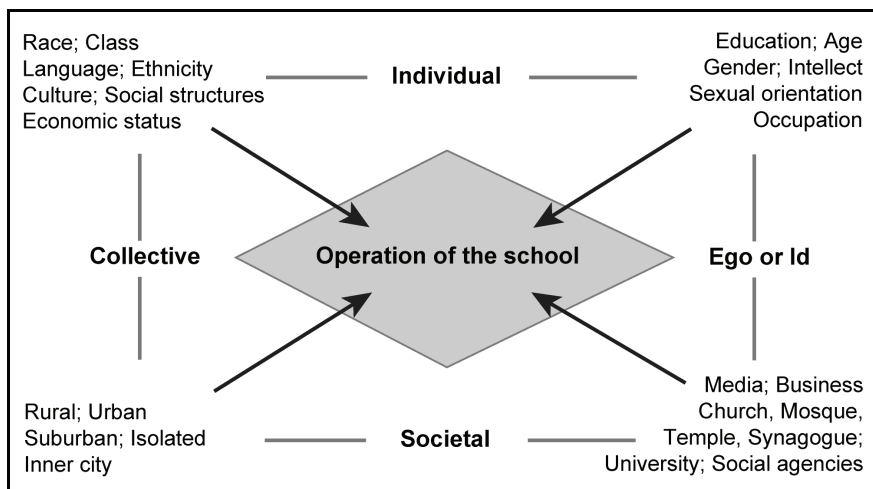 Race; Class
Language; Ethnicity
Culture; Social structures
Economic status
Individual
Education; Age
Gender; Intellect
Sexual orientation
Occupation
Collective
Operation of the school
Ego or Id
Rural; Urban
Suburban; Isolated
Inner city
Societal
Media; Business
Church, Mosque,
Temple, Synagogue;
University; Social agencies